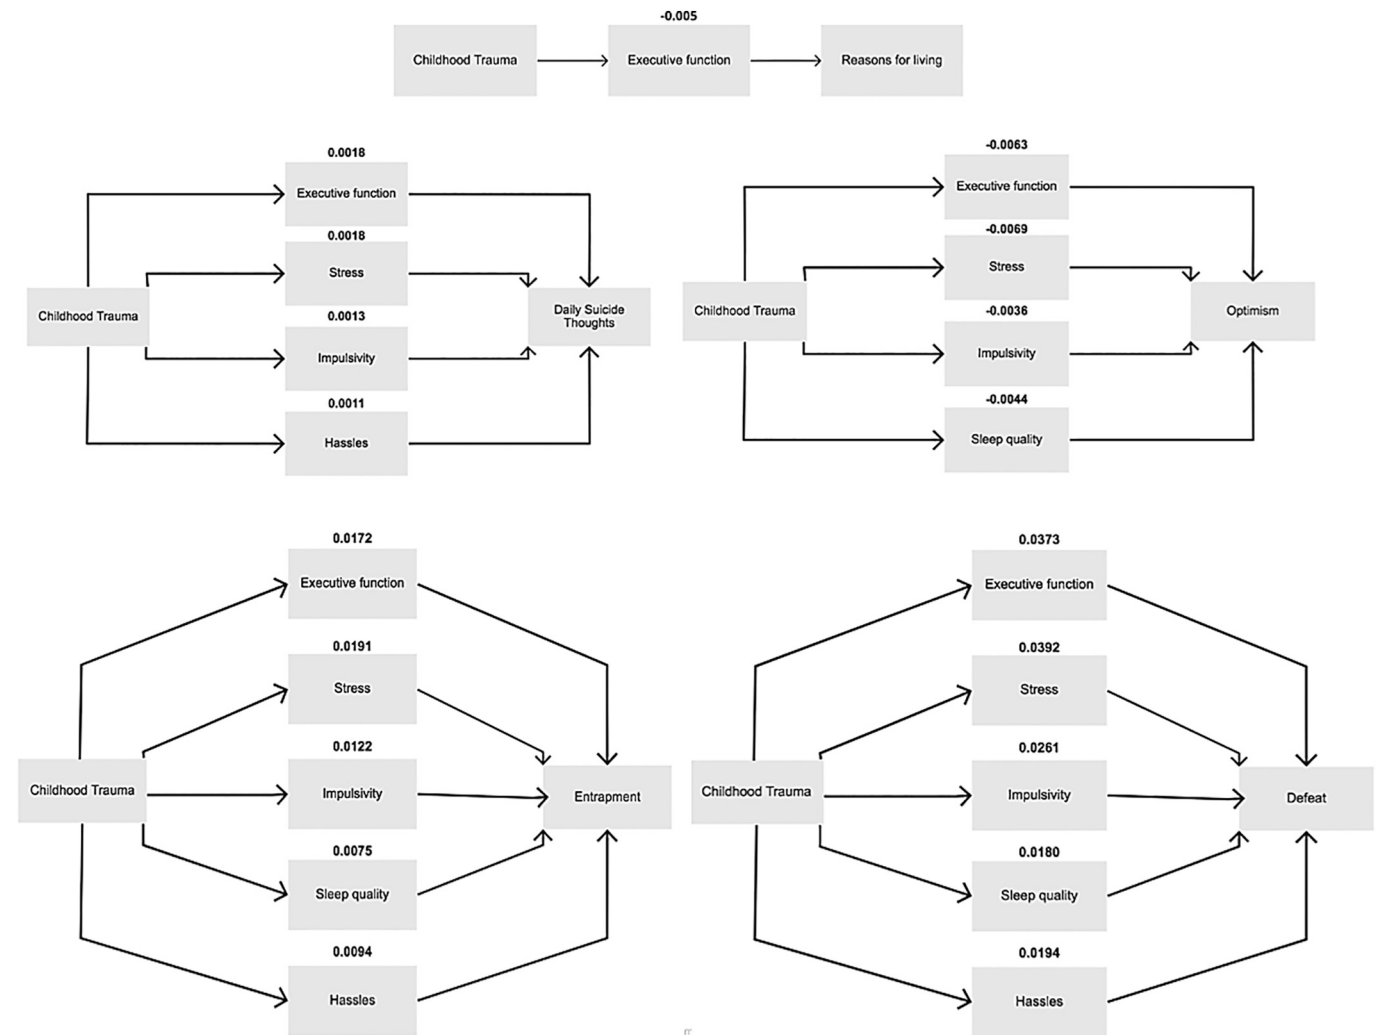 -0.005
Childhood Trauma
Executive function
Reasons for living
0.0018
Executive function
0.0018
Stress
0.0013
Impulsivity
0.0011
Hassles
Childhood Trauma
Daily Suicide
Thoughts
-0.0063
Executive function
-0.0069
Stress
-0.0036
Impulsivity
-0.0044
Sleep quality
Childhood Trauma
Optimism
0.0172
Executive function
0.0191
Stress
0.0122
Impulsivity
0.0075
Sleep quality
0.0094
Hassles
Childhood Trauma
Entrapment
0.0373
Executive function
0.0392
Stress
0.0261
Impulsivity
0.0180
Sleep quality
0.0194
Hassles
Childhood Trauma
Defeat